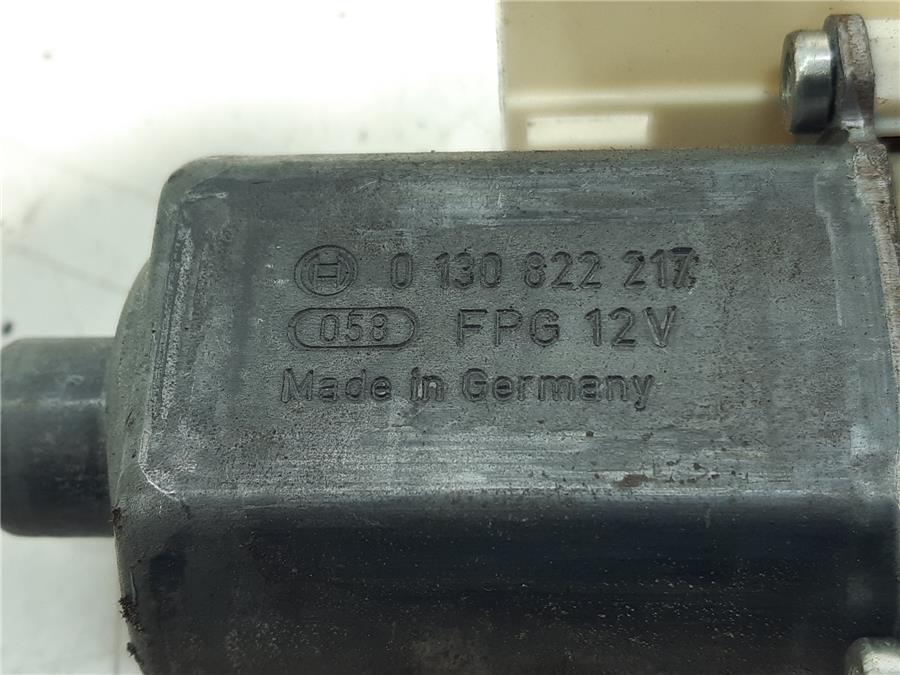 0 130 822 217
058 FPG 12V
Made in Germany